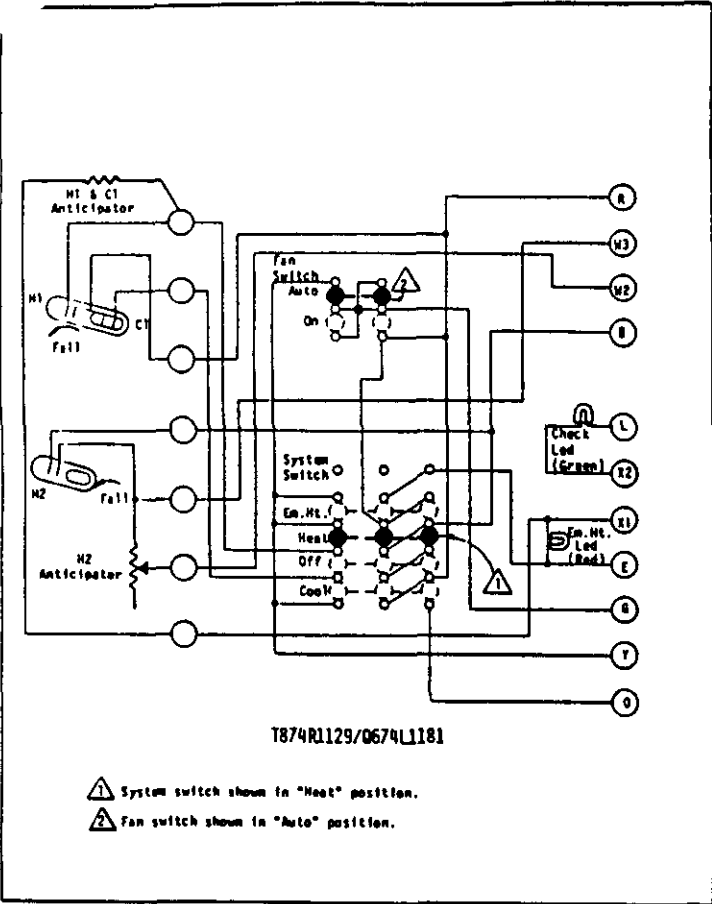 H1 & C1
Anticipator
R
W3
W2
B
Fan
Switch
Auto
On
2
H1
C1
Fall
L
Check
Led
(Green)
X2
System
Switch
H2
Fall
Em.Ht.
Heat
Off
Cool
X1
Em.Ht.
Led
(Red)
E
H2
Anticipator
1
G
Y
O
T874R1129/Q674L1181
1 System switch shown in "Heat" position.
2 Fan switch shown in "Auto" position.